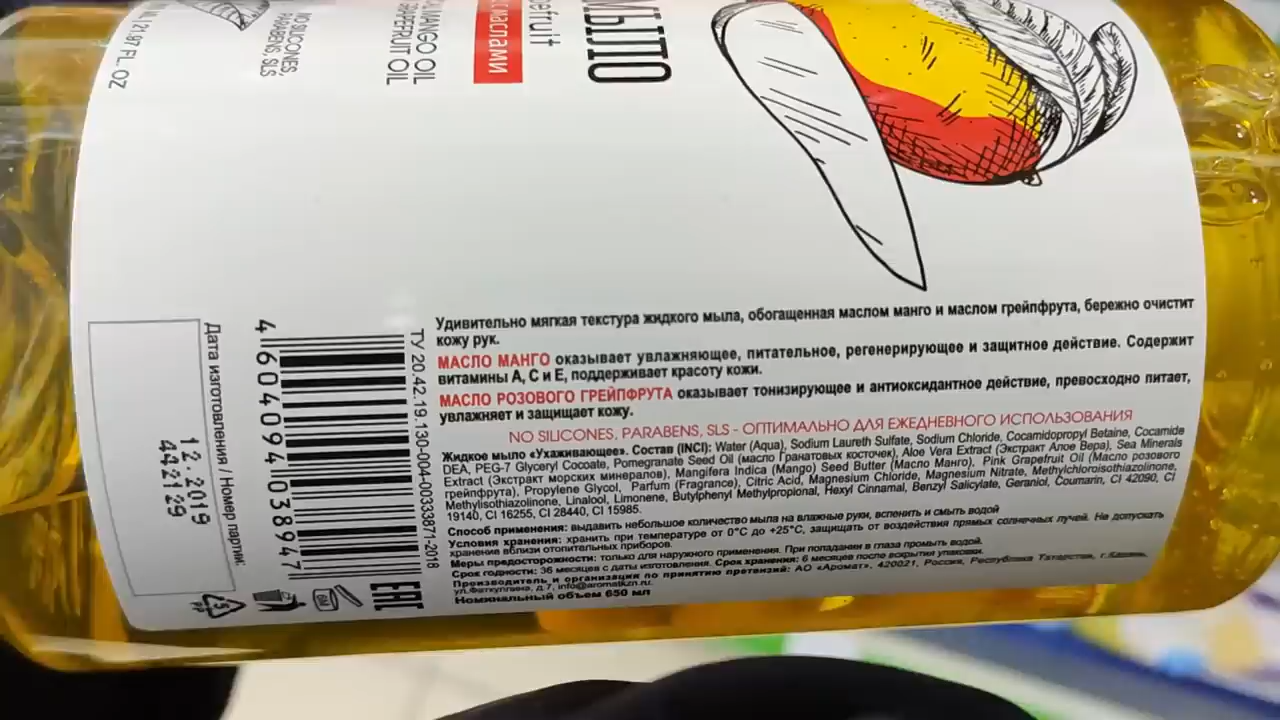 МЫЛО
efruit
с маслами
MANGO OIL
FRUIT OIL
NO SILICONES,
PARABENS, SLS
21.97 FL. OZ
Удивительно мягкая текстура жидкого мыла, обогащенная маслом манго и маслом грейпфрута, бережно очистит
кожу рук.
МАСЛО МАНГО оказывает увлажняющее, питательное, регенерирующее и защитное действие. Содержит
витамины А, С и Е, поддерживает красоту кожи.
МАСЛО РОЗОВОГО ГРЕЙПФРУТА оказывает тонизирующее и антиоксидантное действие, превосходно питает,
увлажняет и защищает кожу.
NO SILICONES, PARABENS, SLS - ОПТИМАЛЬНО ДЛЯ ЕЖЕДНЕВНОГО ИСПОЛЬЗОВАНИЯ
Жидкое мыло «Ухаживающее». Состав (INCI): Water (Aqua), Sodium Laureth Sulfate, Sodium Chloride, Cocamidopropyl Betaine, Cocamide
DEA, PEG-7 Glyceryl Cocoate, Pomegranate Seed Oil (масло гранатовых косточек), Aloe Vera Extract (Экстракт Алое Вера), Sea Minerals
Extract (Экстракт морских минералов), Mangifera Indica (Mango) Seed Butter (Масло Манго), Pink Grapefruit Oil (Масло розового
грейпфрута), Propylene Glycol, Parfum (Fragrance), Citric Acid, Magnesium Chloride, Magnesium Nitrate, Methylchloroisothiazolinone,
Methylisothiazolinone, Linalool, Limonene, Butylphenyl Methylpropional, Hexyl Cinnamal, Benzyl Salicylate, Geraniol, Coumarin, CI 42090, CI
19140, CI 16255, CI 28440, CI 15985.
Способ применения: выдавить небольшое количество мыла на влажные руки, вспенить и смыть водой
Условия хранения: хранить при температуре от 0°С до +25°С, защищать от воздействия прямых солнечных лучей. Не допускать
хранение вблизи отопительных приборов.
Меры предосторожности: только для наружного применения. При попадании в глаза промыть водой.
Срок годности: 36 месяцев с даты изготовления. Срок хранения: 6 месяцев после вскрытия упаковки.
Производитель и организация по принятию претензий: АО «Аромат», 420021, Россия, Республика Татарстан, г.Казань,
ул.Фаткуллина, д.7, info@aromatkzn.ru.
Номинальный объем 650 мл
ТУ 20.42.19.130-004-00333871-2018
4 604094 038947
EAC
6M
Дата изготовления / Номер партии:
12.2019
442129